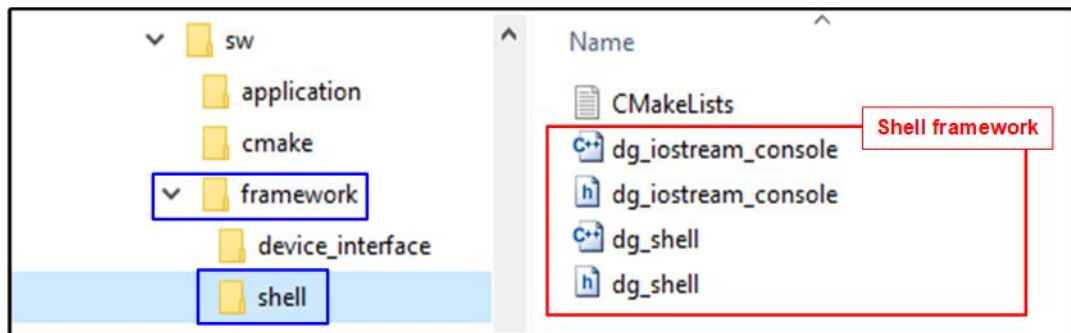 sw
application
cmake
framework
device_interface
shell
Name
CMakeLists
Shell framework
C++ dg_iostream_console
h dg_iostream_console
C++ dg_shell
h dg_shell